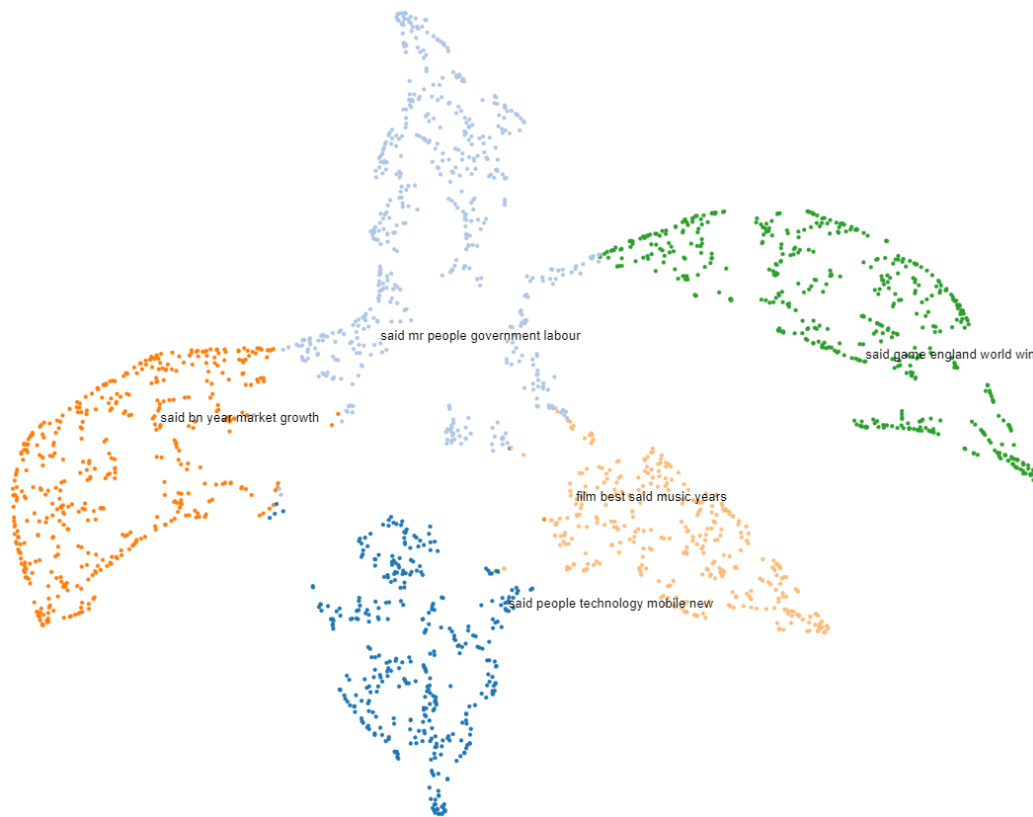 said mr people government labour
said game england world win
said bn year market growth
film best said music years
said people technology mobile new